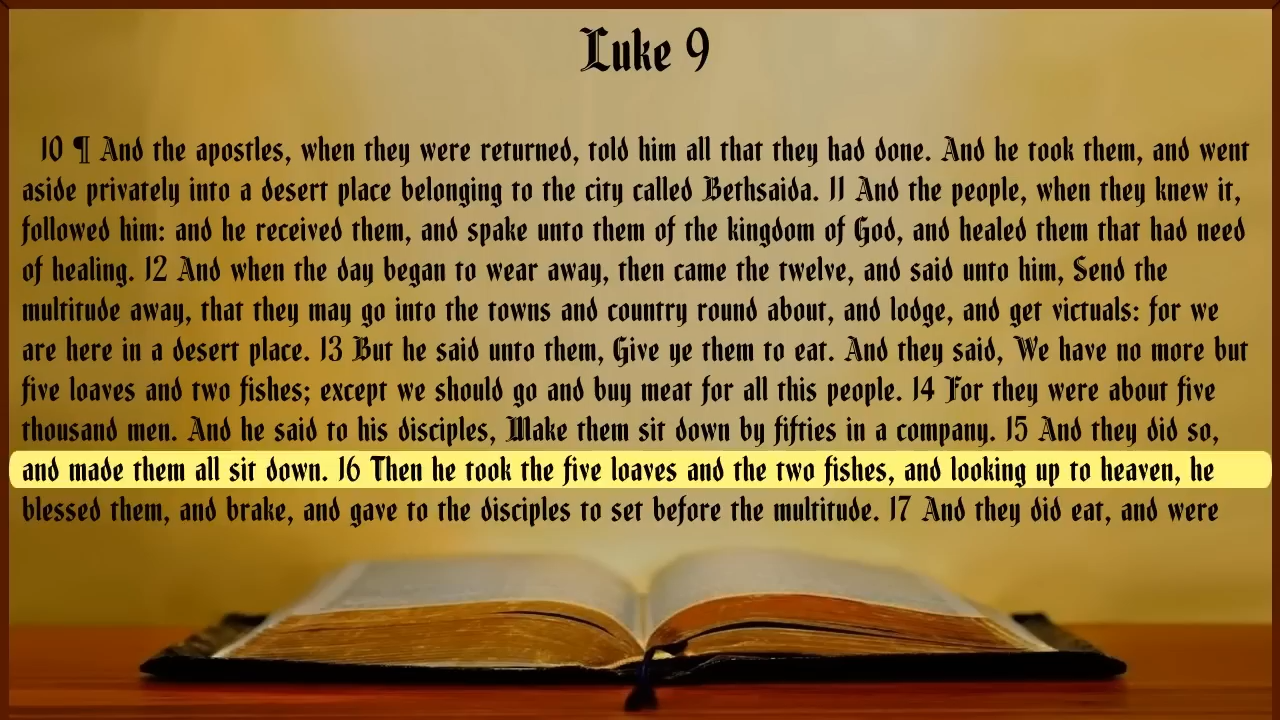 Luke 9
10 ¶ And the apostles, when they were returned, told him all that they had done. And he took them, and went
aside privately into a desert place belonging to the city called Bethsaida. 11 And the people, when they knew it,
followed him: and he received them, and spake unto them of the kingdom of God, and healed them that had need
of healing. 12 And when the day began to wear away, then came the twelve, and said unto him, Send the
multitude away, that they may go into the towns and country round about, and lodge, and get victuals: for we
are here in a desert place. 13 But he said unto them, Give ye them to eat. And they said, We have no more but
five loaves and two fishes; except we should go and buy meat for all this people. 14 For they were about five
thousand men. And he said to his disciples, Make them sit down by fifties in a company. 15 And they did so,
and made them all sit down. 16 Then he took the five loaves and the two fishes, and looking up to heaven, he
blessed them, and brake, and gave to the disciples to set before the multitude. 17 And they did eat, and were